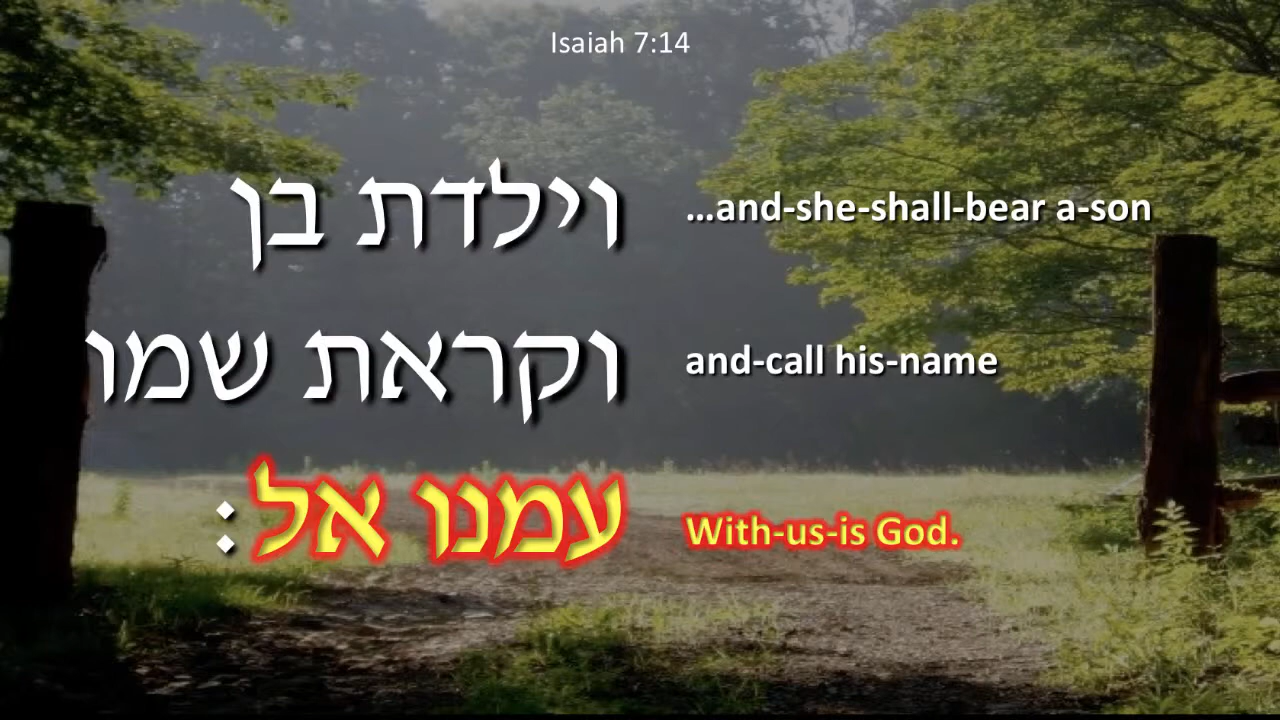 Isaiah 7:14
וילדת בן
...and-she-shall-bear a-son
וקראת שמו
and-call his-name
עמנו אל:
With-us-is God.